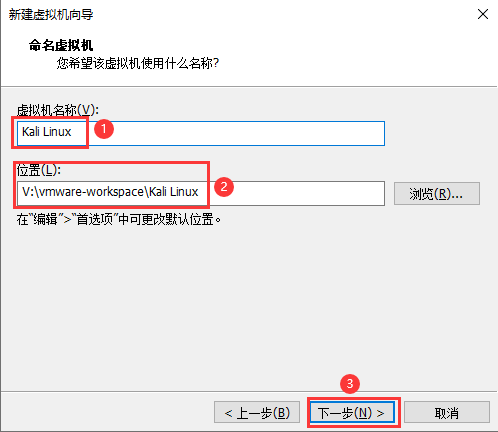 新建虚拟机向导
命名虚拟机
您希望该虚拟机使用什么名称?
虚拟机名称(V):
Kali Linux
1
位置(L):
V:\vmware-workspace\Kali Linux
2
浏览(R)...
在“编辑”>“首选项”中可更改默认位置。
3
< 上一步(B)
下一步(N) >
取消